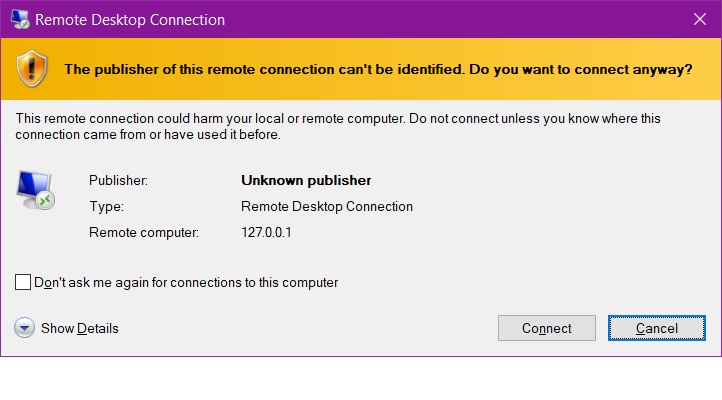 Remote Desktop Connection
The publisher of this remote connection can't be identified. Do you want to connect anyway?
This remote connection could harm your local or remote computer. Do not connect unless you know where this
connection came from or have used it before.
Publisher: Unknown publisher
Type: Remote Desktop Connection
Remote computer: 127.0.0.1
Don't ask me again for connections to this computer
Show Details
Connect
Cancel